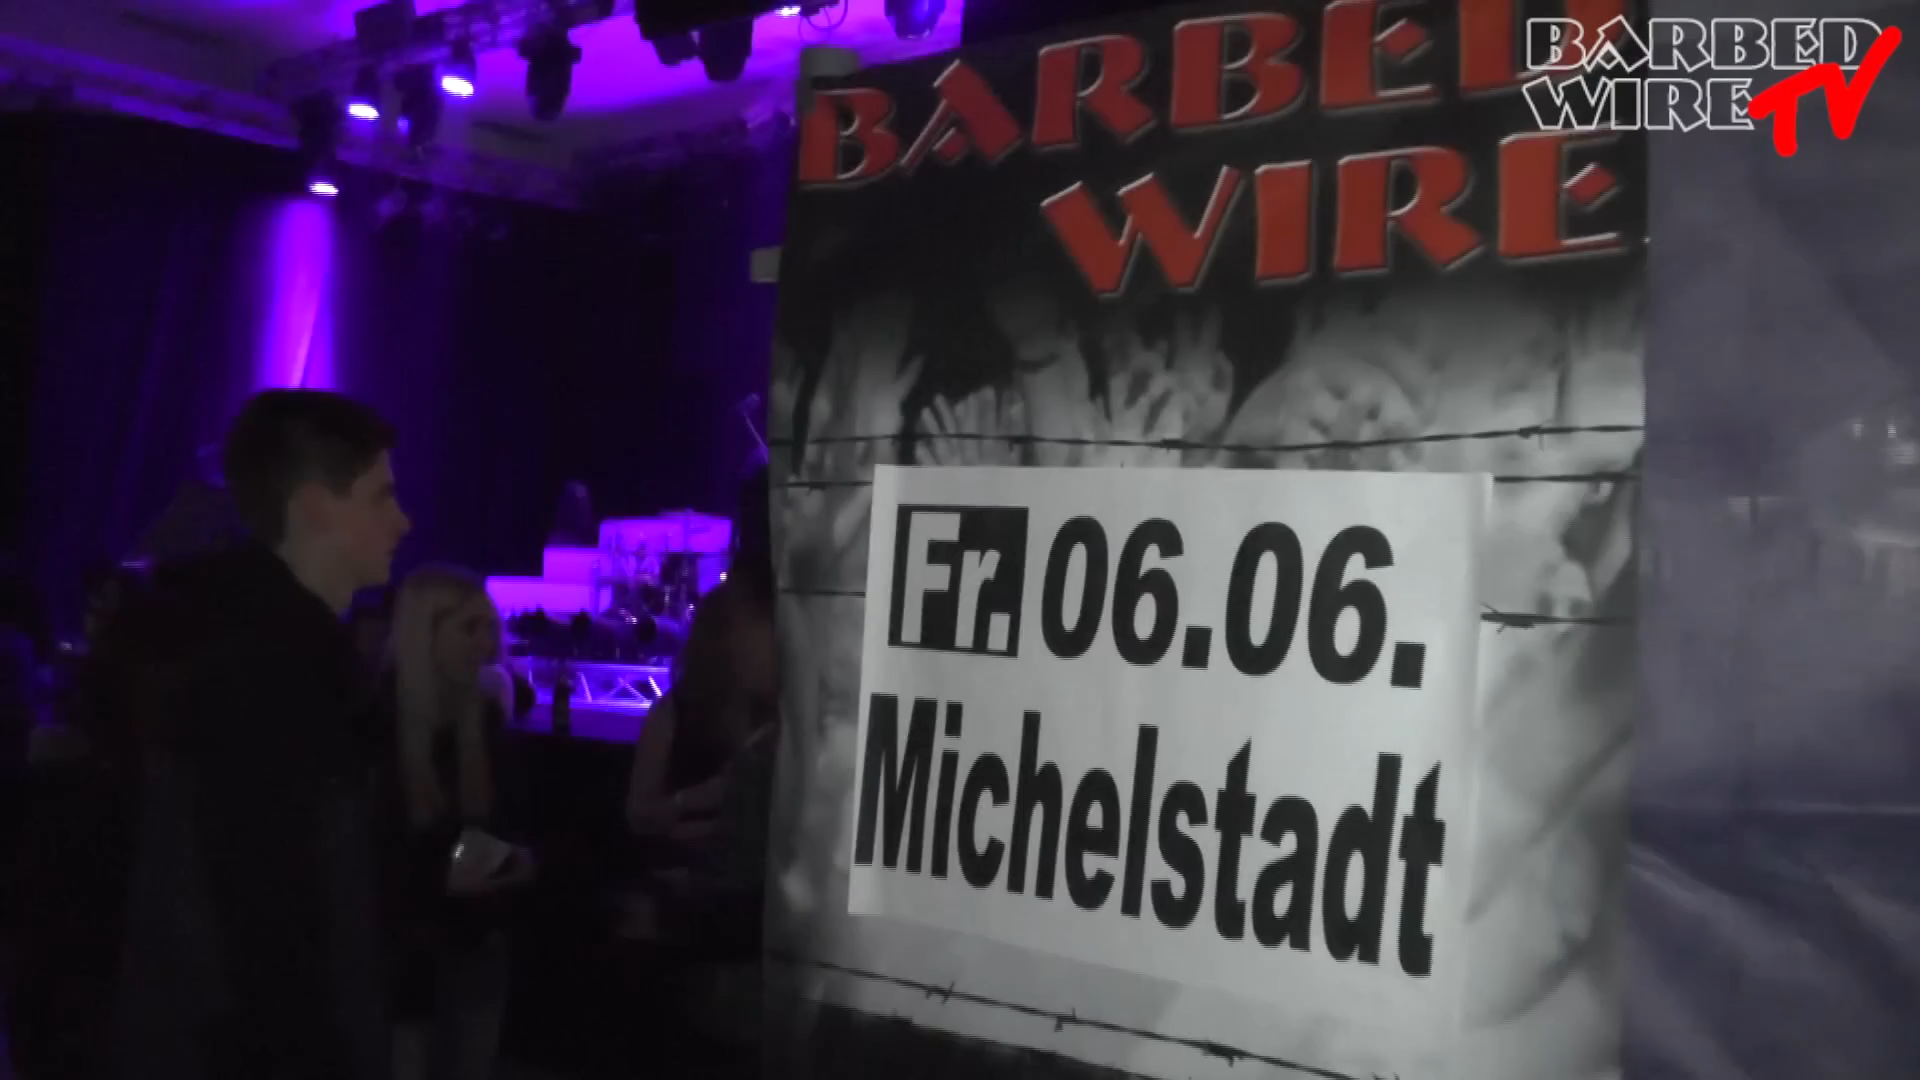 BARBED
WIRE
BARBED
WIRE TV
Fr. 06.06.
Michelstadt